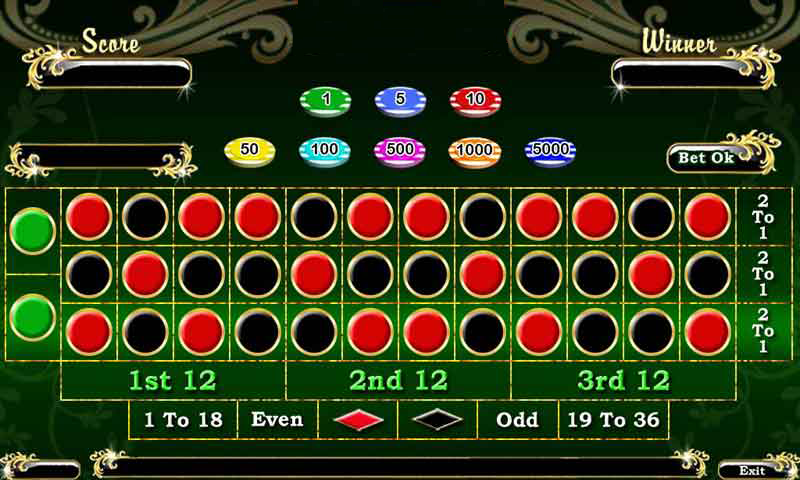 Score
Winner
1
5
10
50
100
500
1000
5000
Bet Ok
2 To 1
2 To 1
2 To 1
1st 12
2nd 12
3rd 12
1 To 18
Even
Odd
19 To 36
Exit